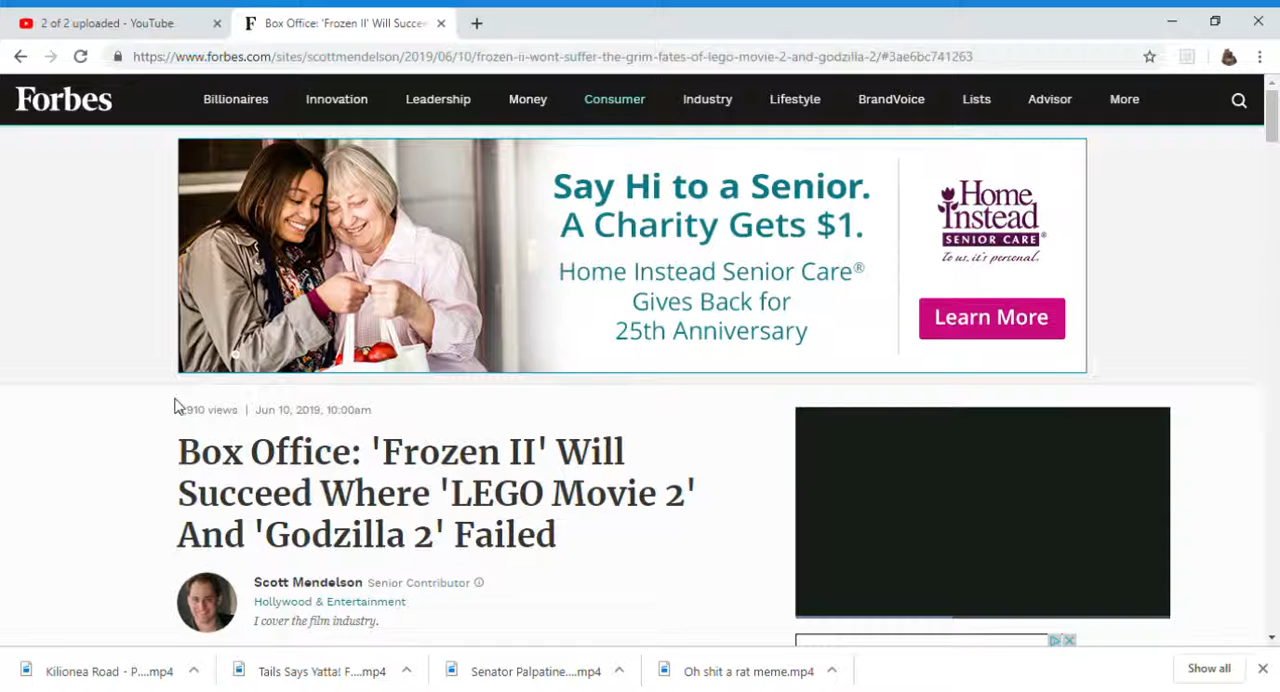 2 of 2 uploaded - YouTube
Box Office: 'Frozen II' Will Succe
https://www.forbes.com/sites/scottmendelson/2019/06/10/frozen-ii-wont-suffer-the-grim-fates-of-lego-movie-2-and-godzilla-2/#3ae6bc741263
Forbes Billionaires Innovation Leadership Money Consumer Industry Lifestyle BrandVoice Lists Advisor More
Say Hi to a Senior.
A Charity Gets $1.
Home Instead Senior Care®
Gives Back for
25th Anniversary
Home
Instead
SENIOR CARE®
To us, it's personal.
Learn More
views | Jun 10, 2019, 10:00am
Box Office: 'Frozen II' Will
Succeed Where 'LEGO Movie 2'
And 'Godzilla 2' Failed
Scott Mendelson Senior Contributor
Hollywood & Entertainment
I cover the film industry.
Kilionea Road - P....mp4
Tails Says Yatta! F....mp4
Senator Palpatine....mp4
Oh shit a rat meme.mp4
Show all